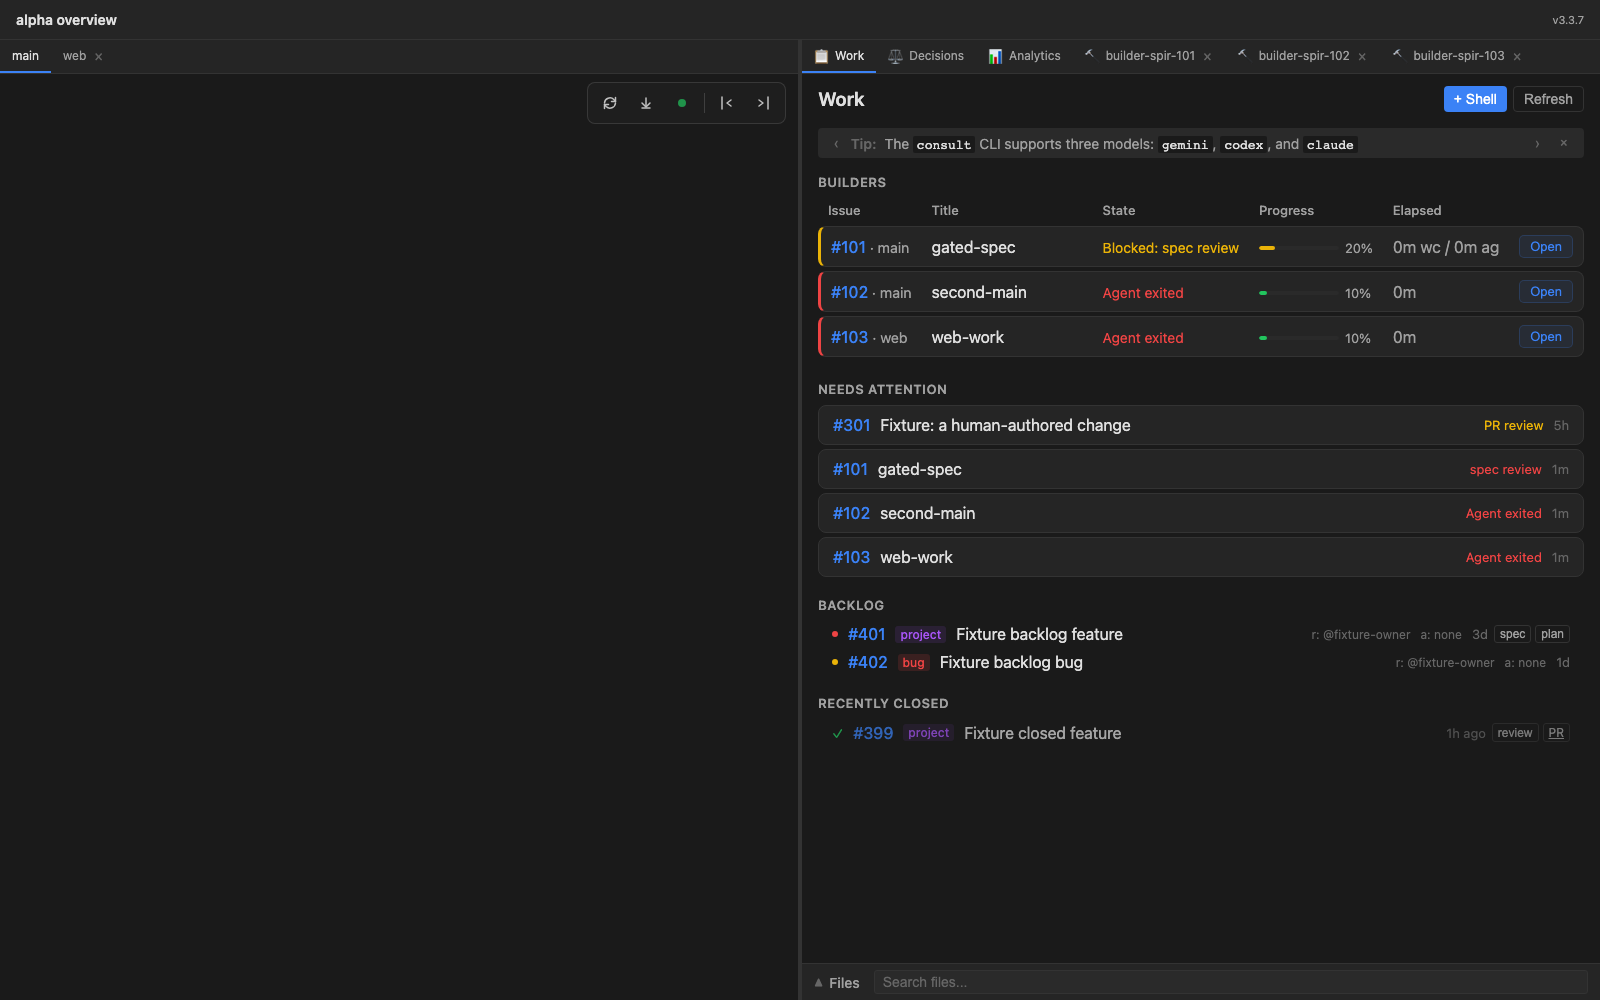 alpha overview
v3.3.7
main
web ×
Work
Decisions
Analytics
builder-spir-101 ×
builder-spir-102 ×
builder-spir-103 ×
Work
+ Shell
Refresh
‹ Tip: The consult CLI supports three models: gemini, codex, and claude › ×
BUILDERS
Issue Title State Progress Elapsed
#101 · main gated-spec Blocked: spec review 20% 0m wc / 0m ag Open
#102 · main second-main Agent exited 10% 0m Open
#103 · web web-work Agent exited 10% 0m Open
NEEDS ATTENTION
#301 Fixture: a human-authored change PR review 5h
#101 gated-spec spec review 1m
#102 second-main Agent exited 1m
#103 web-work Agent exited 1m
BACKLOG
#401 project Fixture backlog feature r: @fixture-owner a: none 3d spec plan
#402 bug Fixture backlog bug r: @fixture-owner a: none 1d
RECENTLY CLOSED
✓ #399 project Fixture closed feature 1h ago review PR
▲ Files Search files...